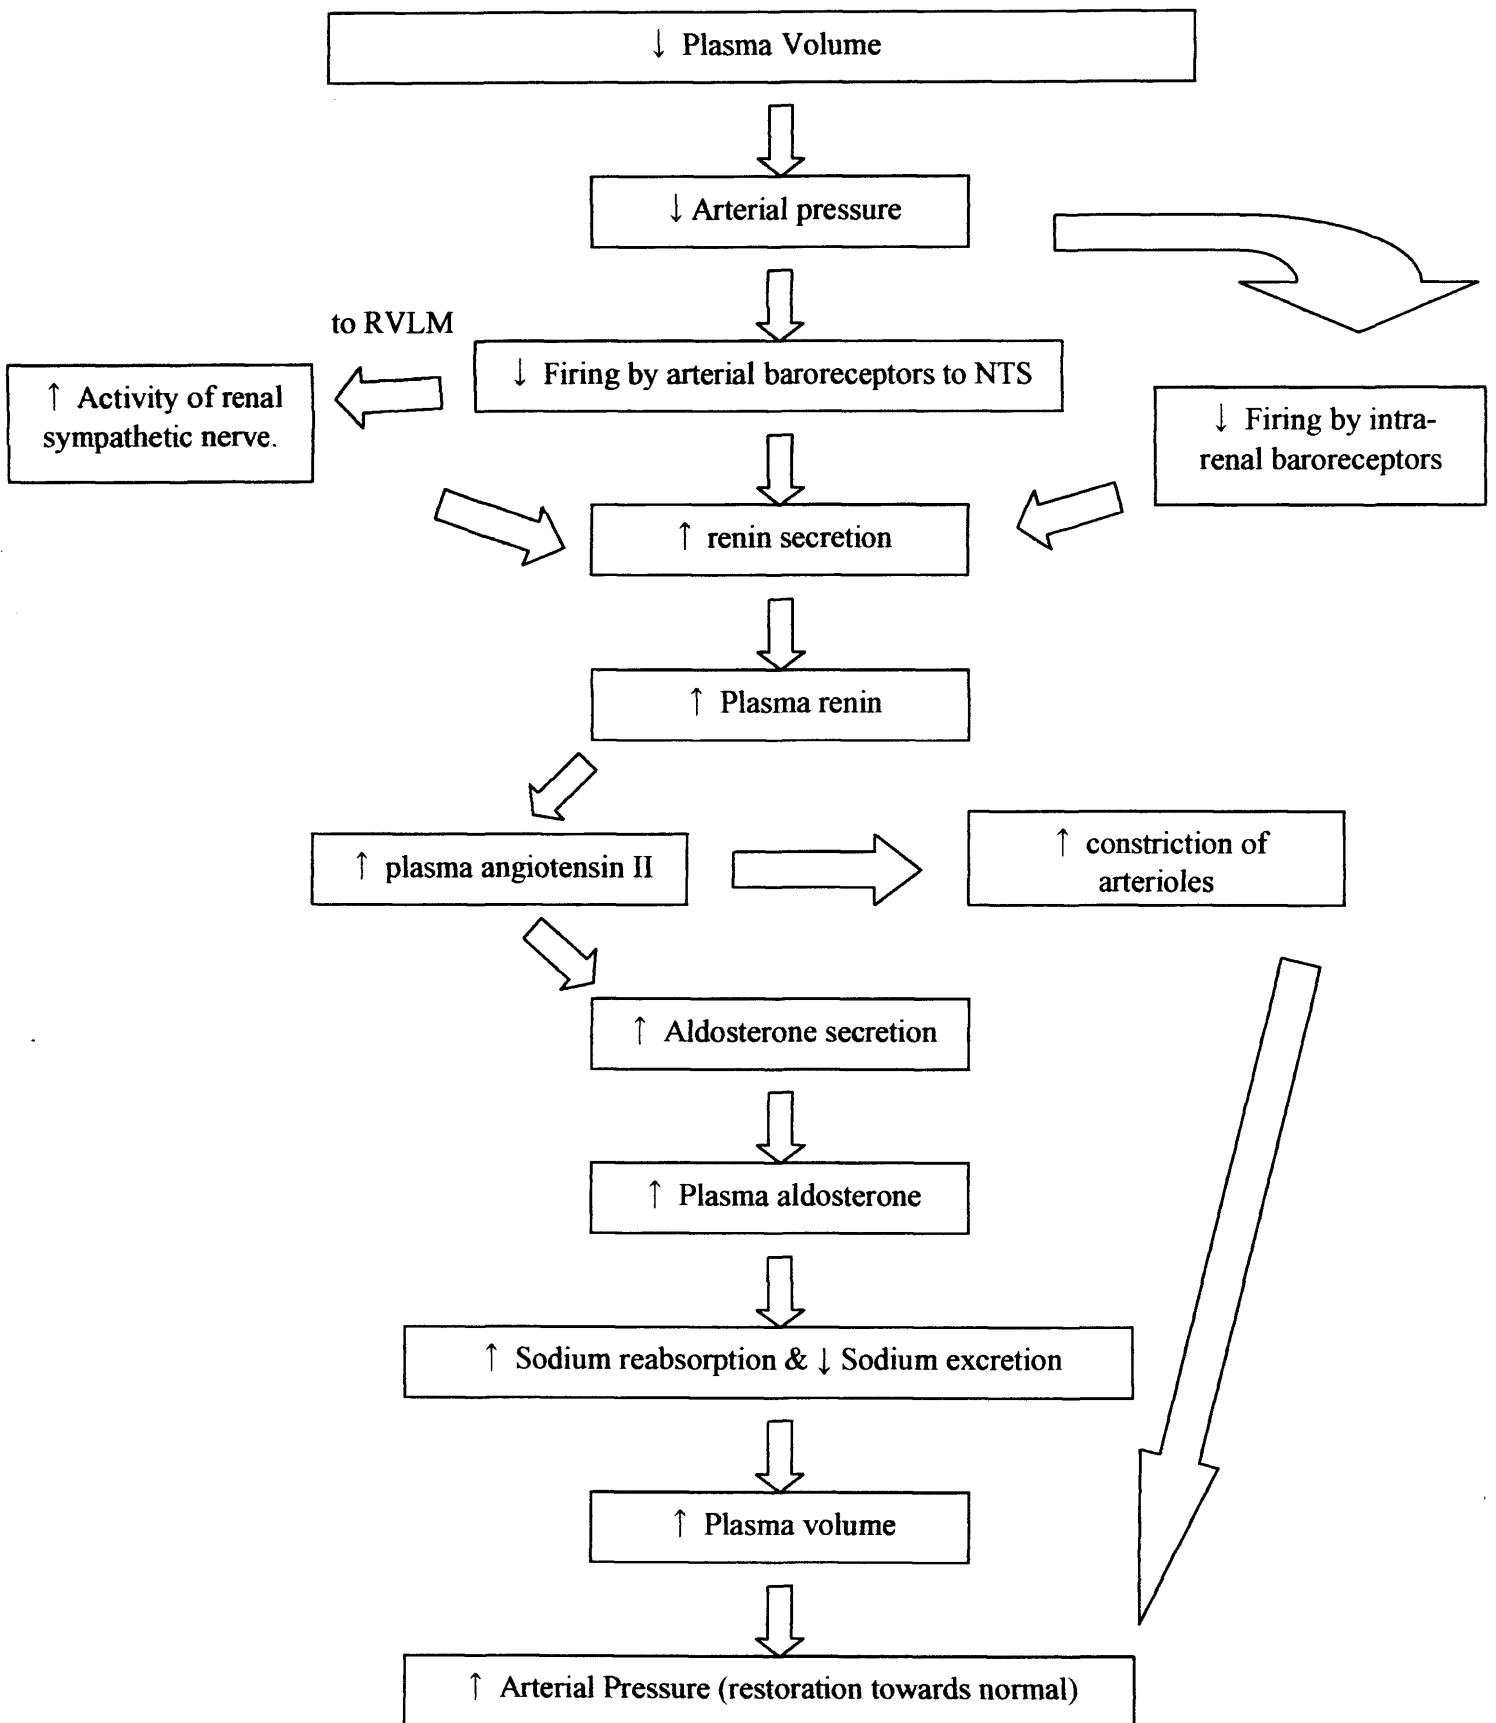 ↓ Plasma Volume
↓ Arterial pressure
to RVLM
↓ Firing by arterial baroreceptors to NTS
↑ Activity of renal
sympathetic nerve.
↓ Firing by intra-
renal baroreceptors
↑ renin secretion
↑ Plasma renin
↑ plasma angiotensin II
↑ constriction of
arterioles
↑ Aldosterone secretion
↑ Plasma aldosterone
↑ Sodium reabsorption & ↓ Sodium excretion
↑ Plasma volume
↑ Arterial Pressure (restoration towards normal)